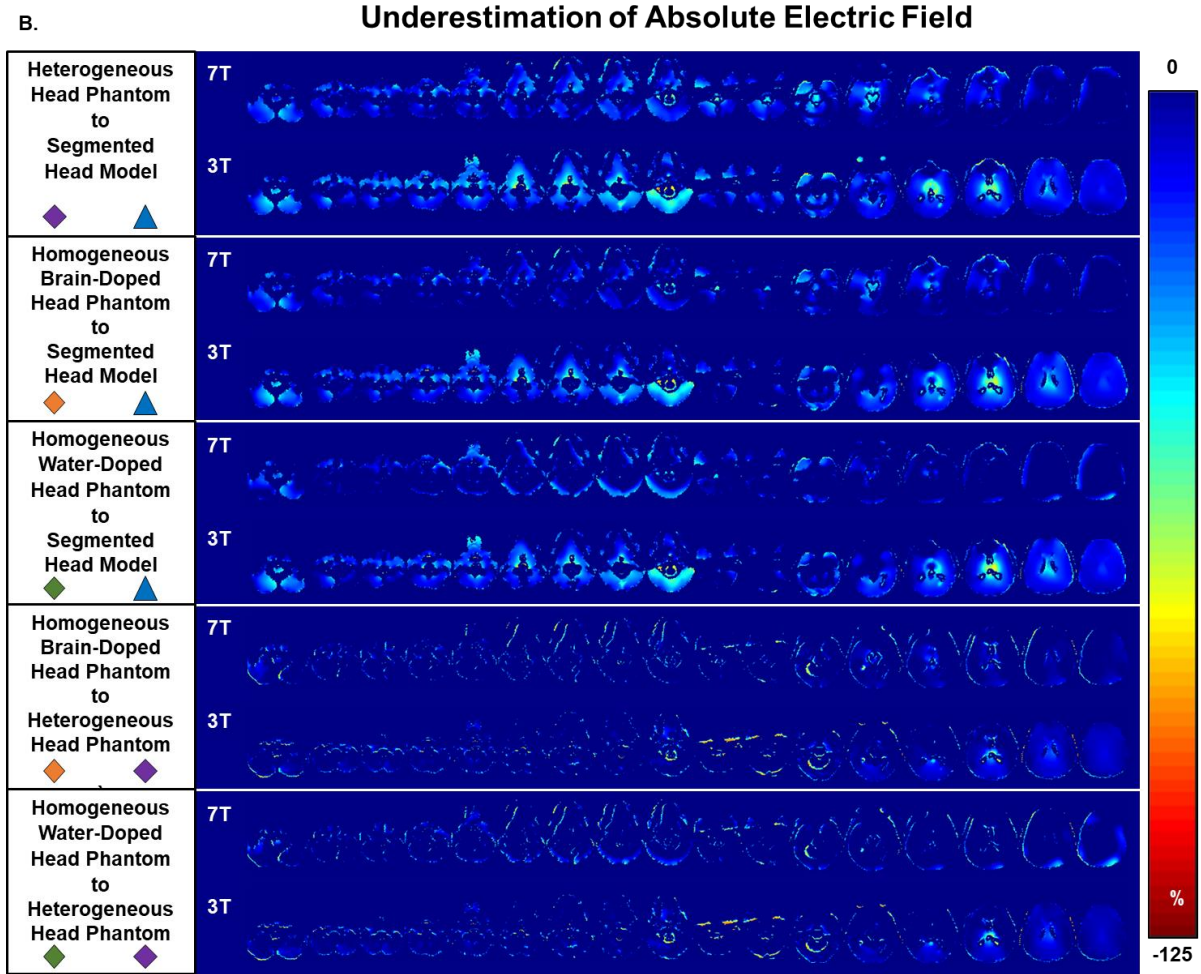 B.
Underestimation of Absolute Electric Field
Heterogeneous
Head Phantom
to
Segmented
Head Model
7T
3T
Homogeneous
Brain-Doped
Head Phantom
to
Segmented
Head Model
7T
3T
Homogeneous
Water-Doped
Head Phantom
to
Segmented
Head Model
7T
3T
Homogeneous
Brain-Doped
Head Phantom
to
Heterogeneous
Head Phantom
7T
3T
Homogeneous
Water-Doped
Head Phantom
to
Heterogeneous
Head Phantom
7T
3T
0
%
-125